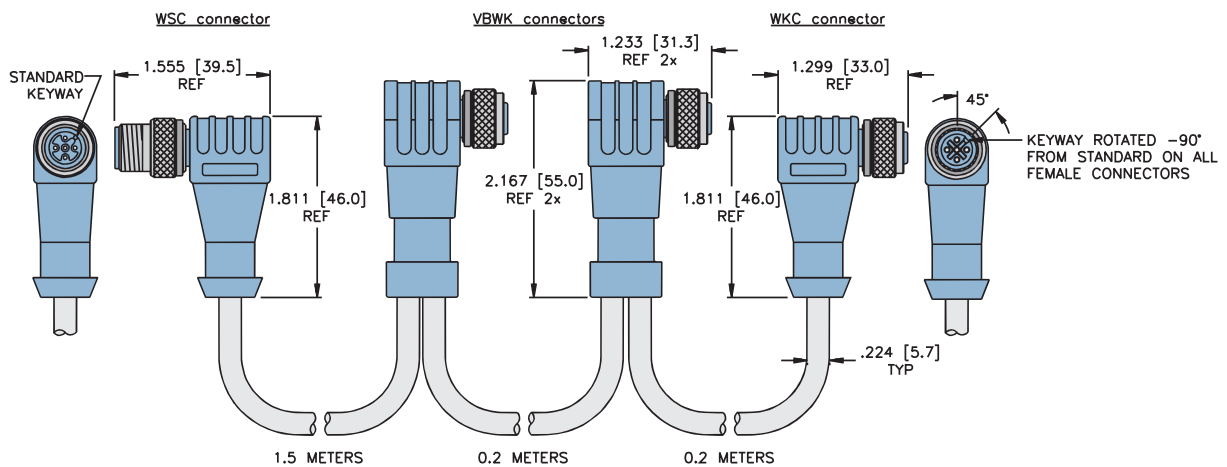 WSC connector
VBWK connectors
WKC connector
STANDARD
KEYWAY
1.555 [39.5]
REF
1.233 [31.3]
REF 2x
1.299 [33.0]
REF
45°
KEYWAY ROTATED -90°
FROM STANDARD ON ALL
FEMALE CONNECTORS
1.811 [46.0]
REF
2.167 [55.0]
REF 2x
1.811 [46.0]
REF
.224 [5.7]
TYP
1.5 METERS
0.2 METERS
0.2 METERS